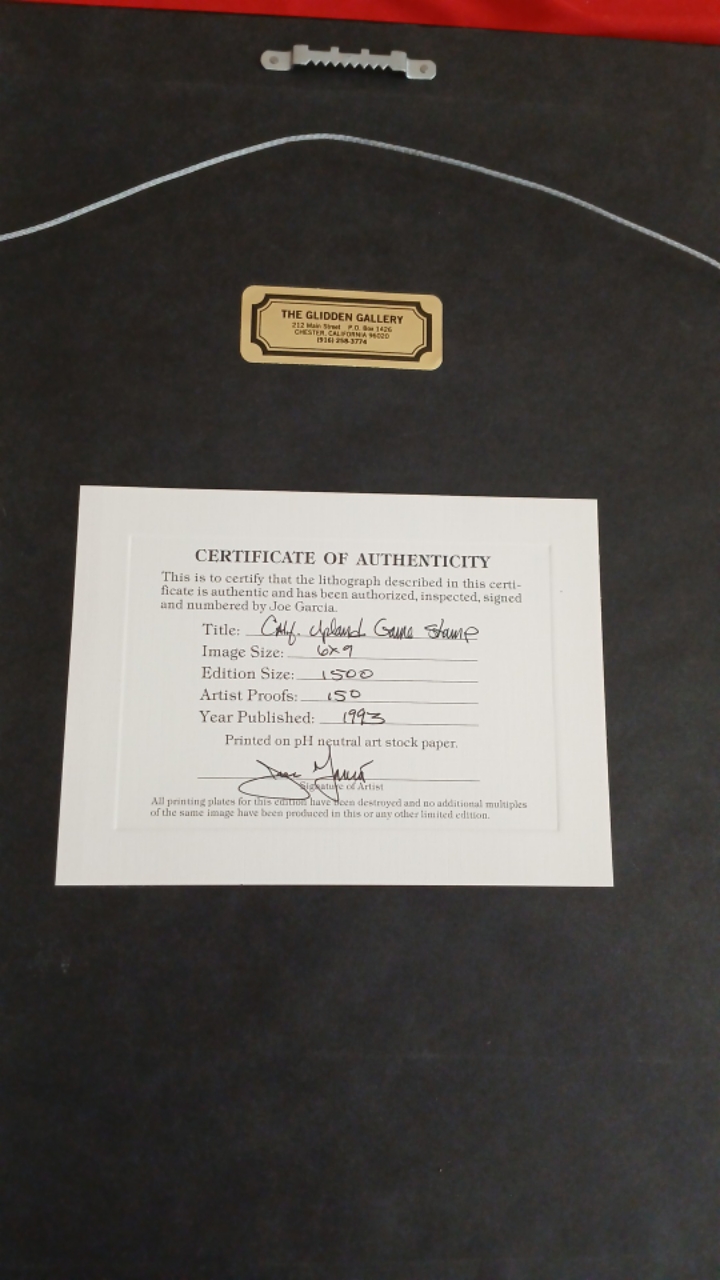 THE GLIDDEN GALLERY
212 Main Street P.O. Box 1426
CHESTER, CALIFORNIA 96020
(916) 258-3774
CERTIFICATE OF AUTHENTICITY
This is to certify that the lithograph described in this certi-
ficate is authentic and has been authorized, inspected, signed
and numbered by Joe Garcia.
Title: Calif. Upland Game Stamp
Image Size: 6x9
Edition Size: 1500
Artist Proofs: 150
Year Published: 1993
Printed on pH neutral art stock paper.
Joe Garcia
Signature of Artist
All printing plates for this edition have been destroyed and no additional multiples
of the same image have been produced in this or any other limited edition.